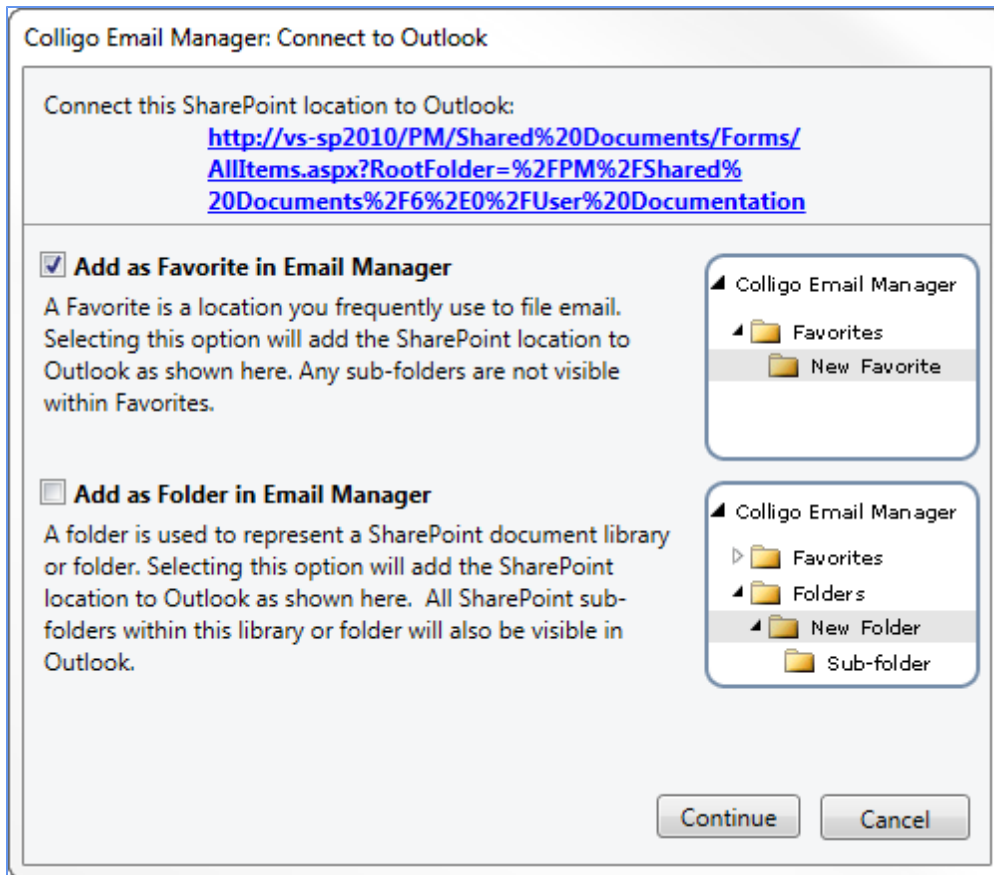 Colligo Email Manager: Connect to Outlook
Connect this SharePoint location to Outlook:
http://vs-sp2010/PM/Shared%20Documents/Forms/
AllItems.aspx?RootFolder=%2FPM%2FShared%
20Documents%2F6%2E0%2FUser%20Documentation
Add as Favorite in Email Manager
A Favorite is a location you frequently use to file email.
Selecting this option will add the SharePoint location to
Outlook as shown here. Any sub-folders are not visible
within Favorites.
Colligo Email Manager
Favorites
New Favorite
Add as Folder in Email Manager
A folder is used to represent a SharePoint document library
or folder. Selecting this option will add the SharePoint
location to Outlook as shown here.  All SharePoint sub-
folders within this library or folder will also be visible in
Outlook.
Colligo Email Manager
Favorites
Folders
New Folder
Sub-folder
Continue
Cancel